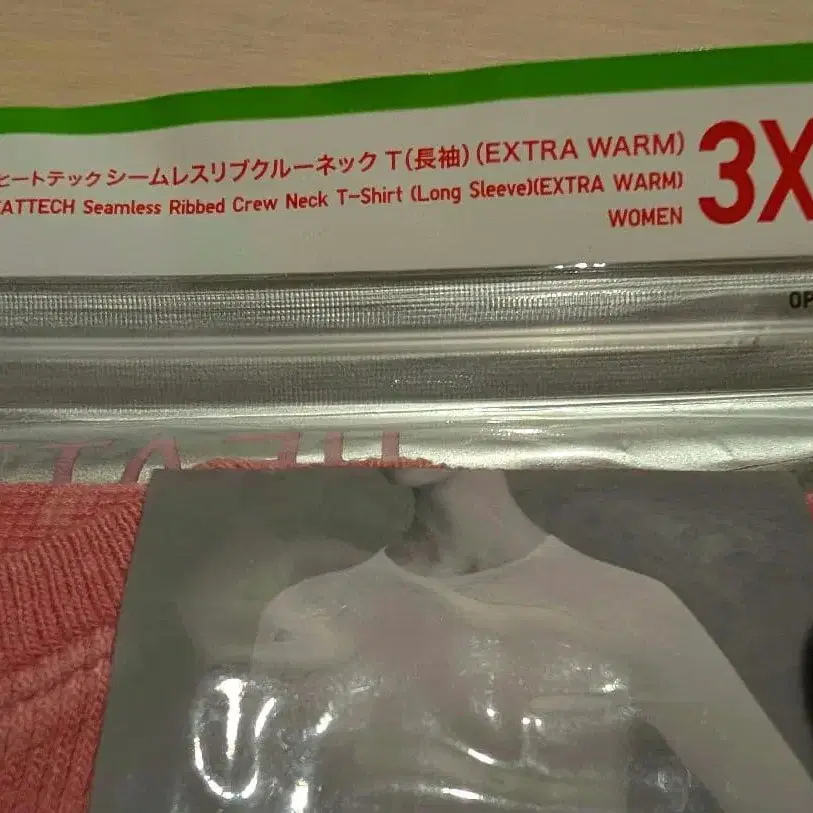 ヒートテック シームレスリブクルーネック T(長袖) (EXTRA WARM)
ATTECH Seamless Ribbed Crew Neck T-Shirt (Long Sleeve)(EXTRA WARM)
WOMEN
3X
OP